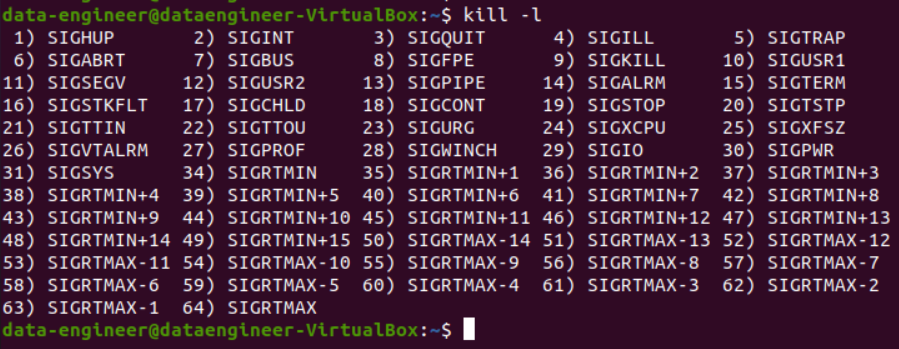 data-engineer@dataengineer-VirtualBox:~$ kill -l
 1) SIGHUP       2) SIGINT       3) SIGQUIT      4) SIGILL       5) SIGTRAP
 6) SIGABRT      7) SIGBUS       8) SIGFPE       9) SIGKILL     10) SIGUSR1
11) SIGSEGV     12) SIGUSR2     13) SIGPIPE     14) SIGALRM     15) SIGTERM
16) SIGSTKFLT   17) SIGCHLD     18) SIGCONT     19) SIGSTOP     20) SIGTSTP
21) SIGTTIN     22) SIGTTOU     23) SIGURG      24) SIGXCPU     25) SIGXFSZ
26) SIGVTALRM   27) SIGPROF     28) SIGWINCH    29) SIGIO       30) SIGPWR
31) SIGSYS      34) SIGRTMIN    35) SIGRTMIN+1  36) SIGRTMIN+2  37) SIGRTMIN+3
38) SIGRTMIN+4  39) SIGRTMIN+5  40) SIGRTMIN+6  41) SIGRTMIN+7  42) SIGRTMIN+8
43) SIGRTMIN+9  44) SIGRTMIN+10 45) SIGRTMIN+11 46) SIGRTMIN+12 47) SIGRTMIN+13
48) SIGRTMIN+14 49) SIGRTMIN+15 50) SIGRTMAX-14 51) SIGRTMAX-13 52) SIGRTMAX-12
53) SIGRTMAX-11 54) SIGRTMAX-10 55) SIGRTMAX-9  56) SIGRTMAX-8  57) SIGRTMAX-7
58) SIGRTMAX-6  59) SIGRTMAX-5  60) SIGRTMAX-4  61) SIGRTMAX-3  62) SIGRTMAX-2
63) SIGRTMAX-1  64) SIGRTMAX
data-engineer@dataengineer-VirtualBox:~$